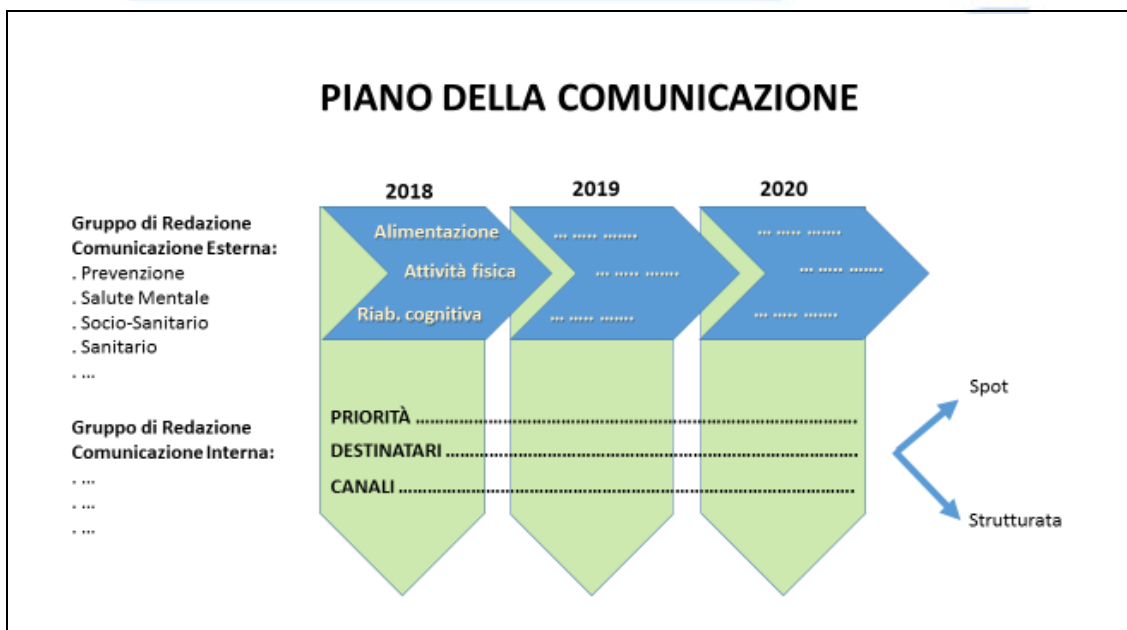 PIANO DELLA COMUNICAZIONE
2018 2019 2020
Gruppo di Redazione
Comunicazione Esterna:
. Prevenzione
. Salute Mentale
. Socio-Sanitario
. Sanitario
. ...
Alimentazione
Attività fisica
Riab. cognitiva
... ..... .......
... ..... .......
... ..... .......
... ..... .......
... ..... .......
... ..... .......
Gruppo di Redazione
Comunicazione Interna:
. ...
. ...
. ...
PRIORITÀ ................................................................................
DESTINATARI ................................................................................
CANALI ................................................................................
Spot
Strutturata